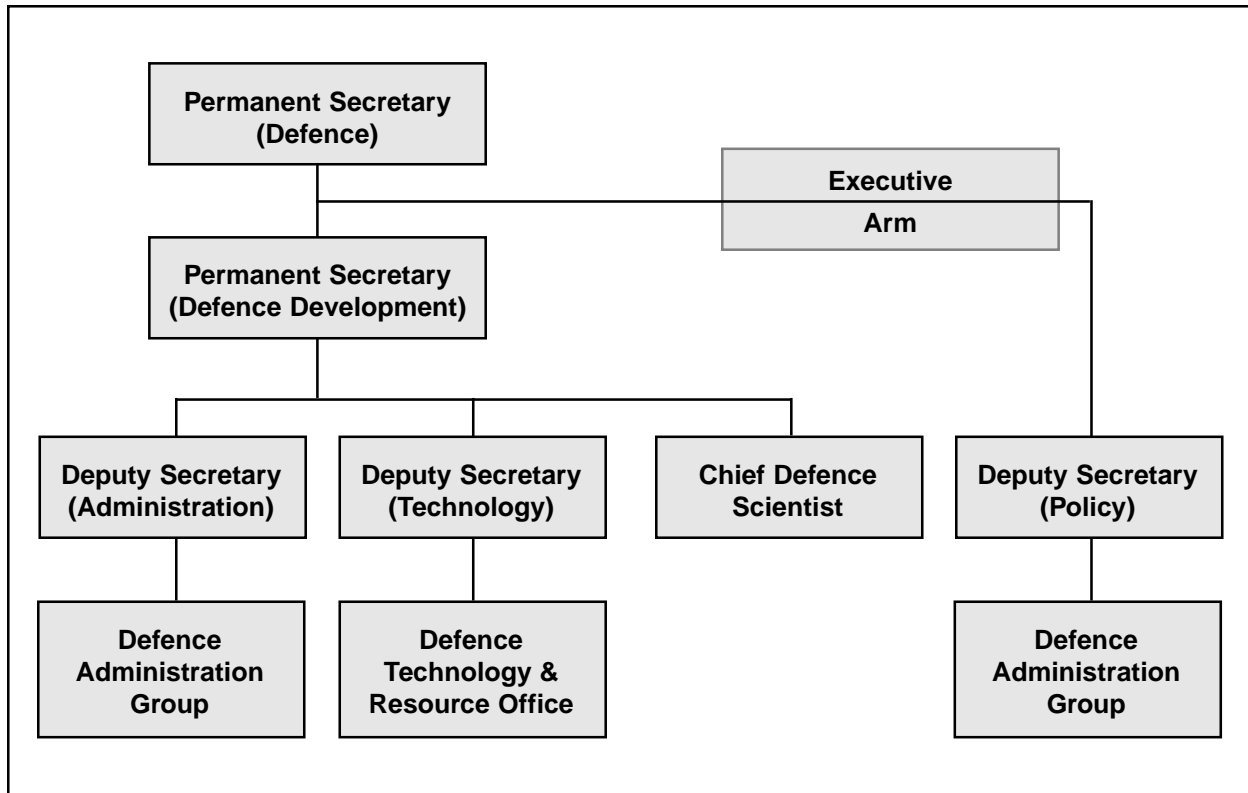 Permanent Secretary
(Defence)
Executive
Arm
Permanent Secretary
(Defence Development)
Deputy Secretary
(Administration)
Deputy Secretary
(Technology)
Chief Defence
Scientist
Deputy Secretary
(Policy)
Defence
Administration
Group
Defence
Technology &
Resource Office
Defence
Administration
Group